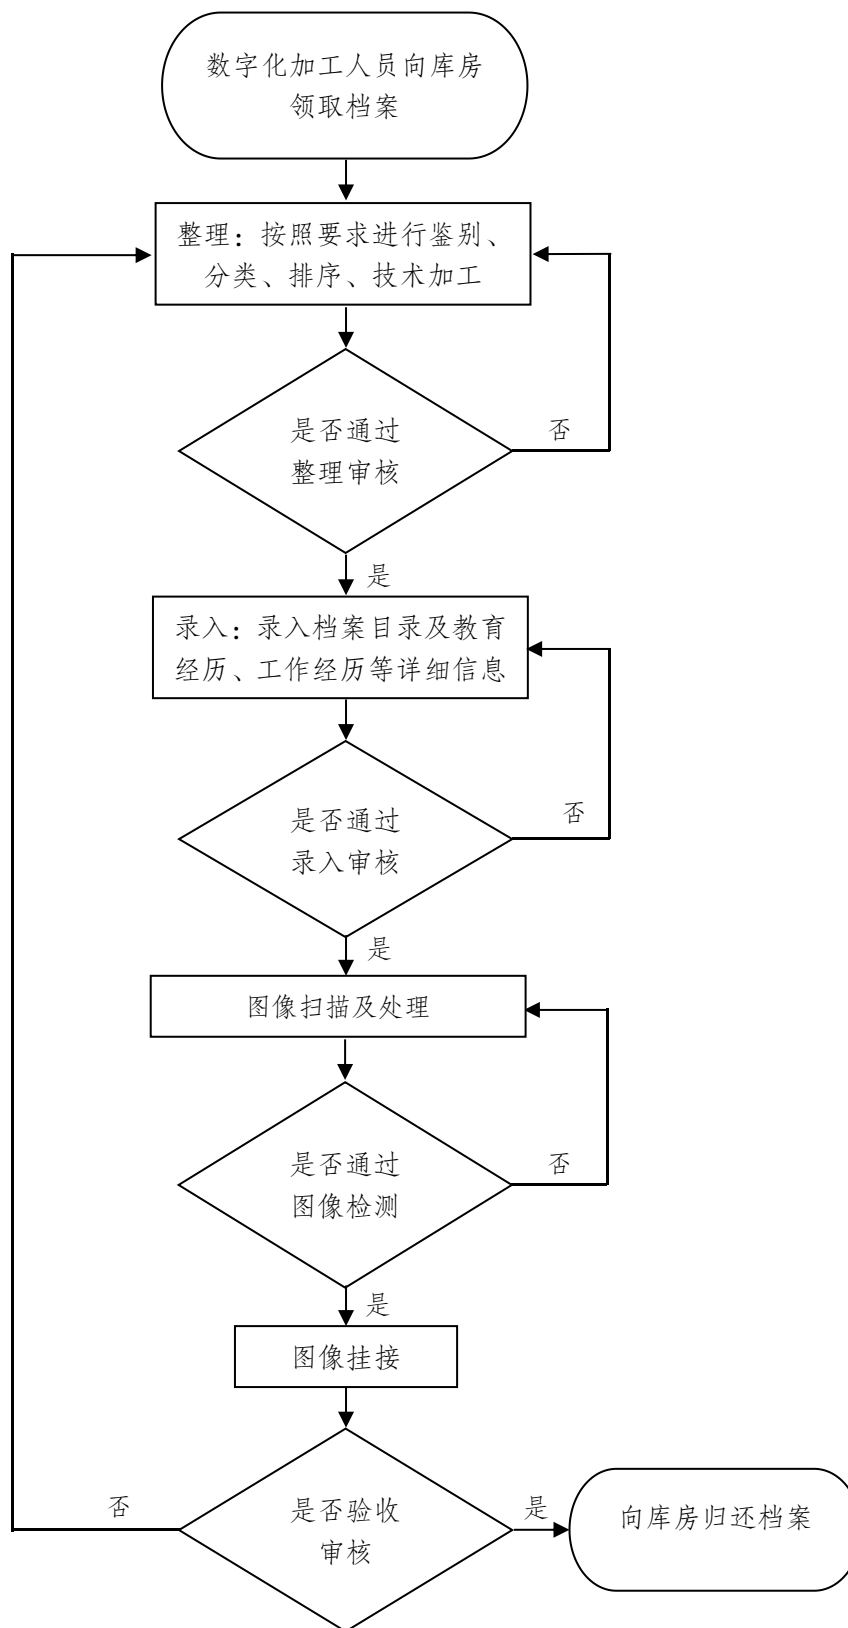 数字化加工人员向库房
领取档案
整理：按照要求进行鉴别、
分类、排序、技术加工
是否通过
整理审核
否
是
录入：录入档案目录及教育
经历、工作经历等详细信息
是否通过
录入审核
否
是
图像扫描及处理
是否通过
图像检测
否
是
图像挂接
否
是否验收
审核
是
向库房归还档案